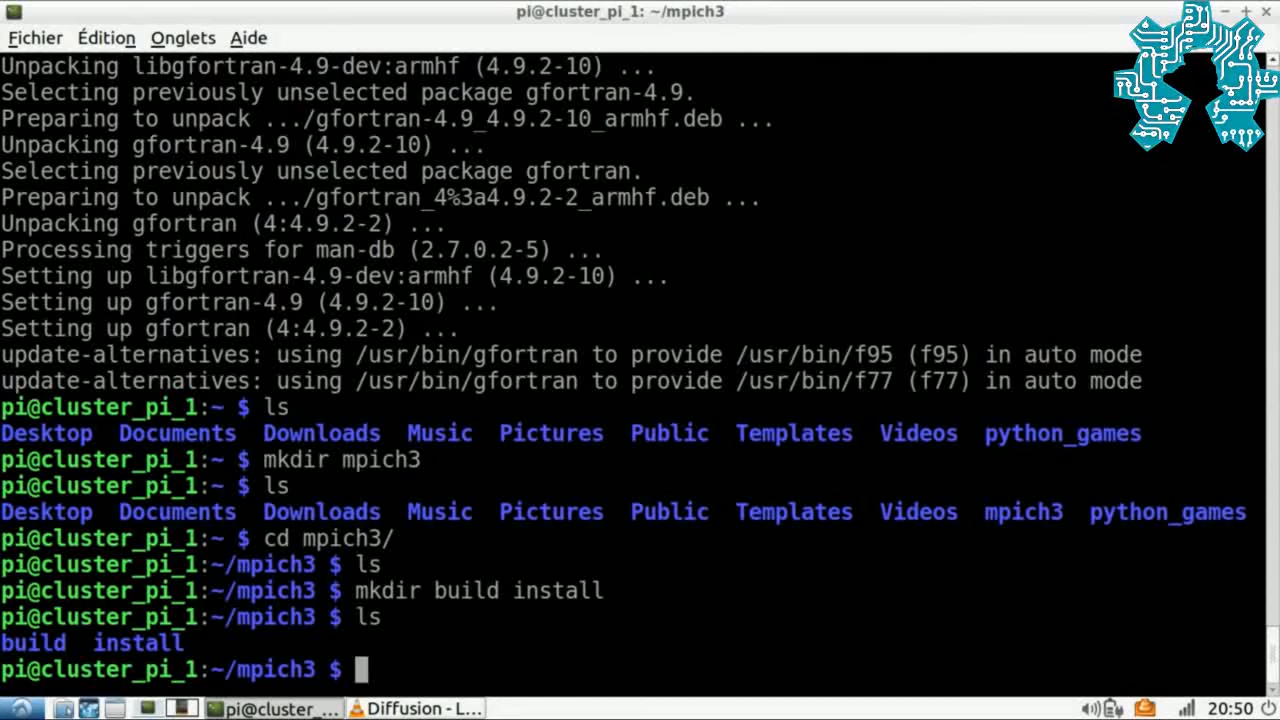 pi@cluster_pi_1: ~/mpich3
Fichier Édition Onglets Aide
Unpacking libgfortran-4.9-dev:armhf (4.9.2-10) ...
Selecting previously unselected package gfortran-4.9.
Preparing to unpack .../gfortran-4.9_4.9.2-10_armhf.deb ...
Unpacking gfortran-4.9 (4.9.2-10) ...
Selecting previously unselected package gfortran.
Preparing to unpack .../gfortran_4%3a4.9.2-2_armhf.deb ...
Unpacking gfortran (4:4.9.2-2) ...
Processing triggers for man-db (2.7.0.2-5) ...
Setting up libgfortran-4.9-dev:armhf (4.9.2-10) ...
Setting up gfortran-4.9 (4.9.2-10) ...
Setting up gfortran (4:4.9.2-2) ...
update-alternatives: using /usr/bin/gfortran to provide /usr/bin/f95 (f95) in auto mode
update-alternatives: using /usr/bin/gfortran to provide /usr/bin/f77 (f77) in auto mode
pi@cluster_pi_1:~ $ ls
Desktop Documents Downloads Music Pictures Public Templates Videos python_games
pi@cluster_pi_1:~ $ mkdir mpich3
pi@cluster_pi_1:~ $ ls
Desktop Documents Downloads Music Pictures Public Templates Videos mpich3 python_games
pi@cluster_pi_1:~ $ cd mpich3/
pi@cluster_pi_1:~/mpich3 $ ls
pi@cluster_pi_1:~/mpich3 $ mkdir build install
pi@cluster_pi_1:~/mpich3 $ ls
build install
pi@cluster_pi_1:~/mpich3 $
pi@cluster_... Diffusion - L... 20:50